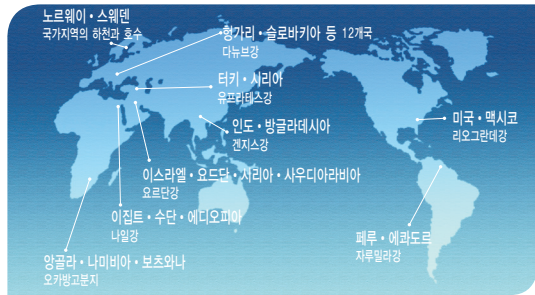 노르웨이 • 스웨덴
국가지역의 하천과 호수
헝가리 • 슬로바키아 등 12개국
다뉴브강
터키 • 시리아
유프라테스강
인도 • 방글라데시아
갠지스강
미국 • 맥시코
리오그란데강
이스라엘 • 요드단 • 시리아 • 사우디아라비아
요르단강
이집트 • 수단 • 에디오피아
나일강
페루 • 에콰도르
자루밀라강
앙골라 • 나미비아 • 보츠와나
오카방고분지